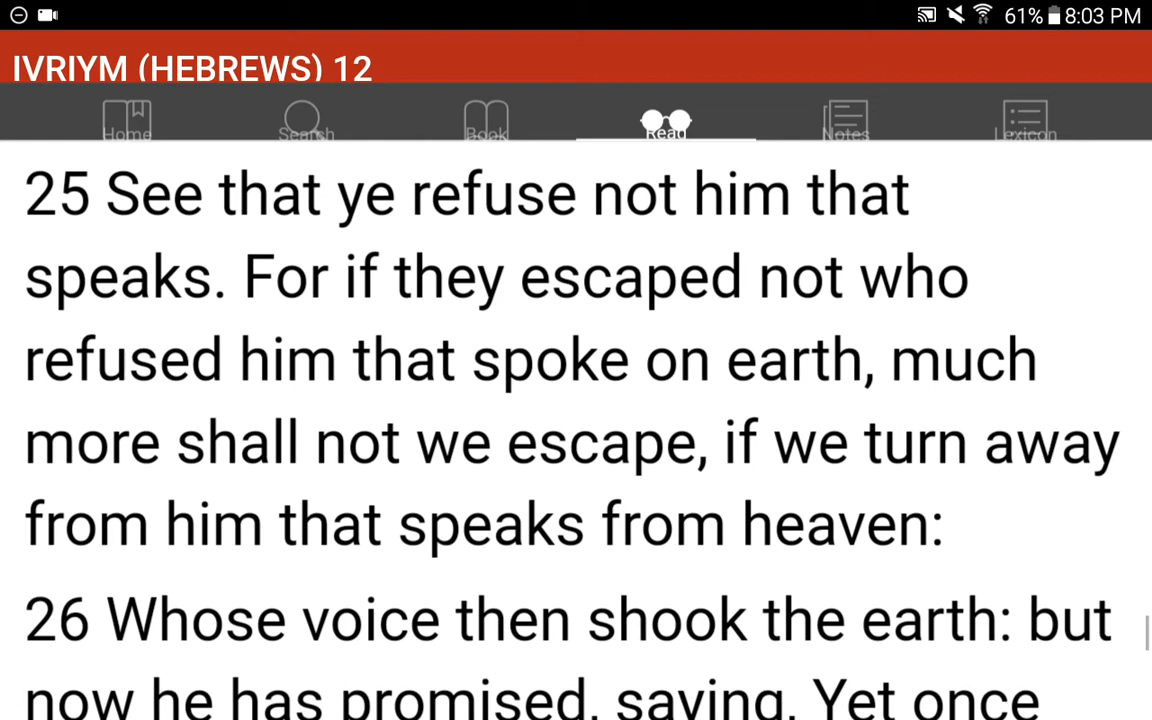 61% 8:03 PM
IVRIYM (HEBREWS) 12
Home Search Book Read Notes Lexicon
25 See that ye refuse not him that
speaks. For if they escaped not who
refused him that spoke on earth, much
more shall not we escape, if we turn away
from him that speaks from heaven:
26 Whose voice then shook the earth: but
now he has promised, saying, Yet once